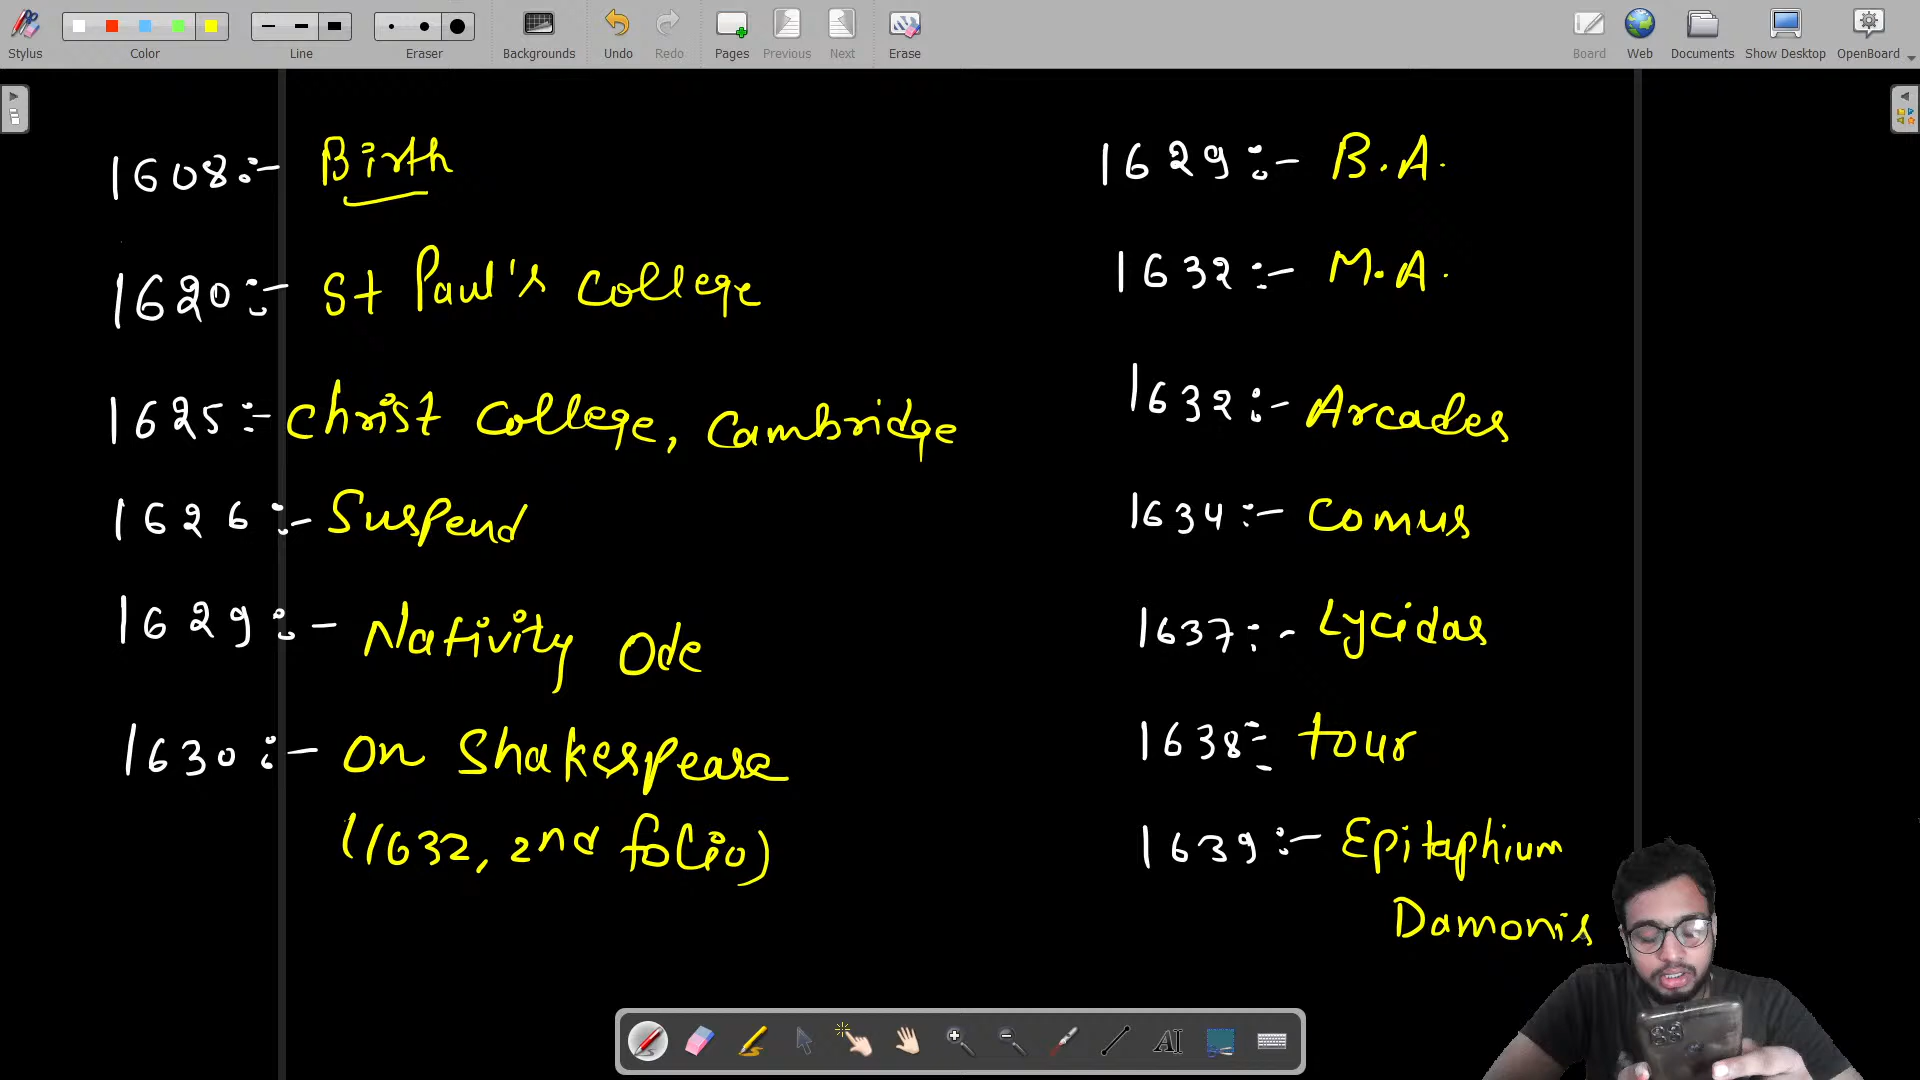 Stylus
Color
Line
Eraser
Backgrounds
Undo
Redo
Pages
Previous
Next
Erase
Board
Web
Documents
Show Desktop
OpenBoard
1608:- Birth
1620:- St Paul's college
1625:- Christ college, Cambridge
1626:- Suspend
1629:- Nativity Ode
1630:- On Shakespeare
(1632, 2nd folio)
1629:- B.A.
1632:- M.A.
1632:- Arcades
1634:- Comus
1637:- Lycidas
1638:- tour
1639:- Epitaphium
Damonis
AI